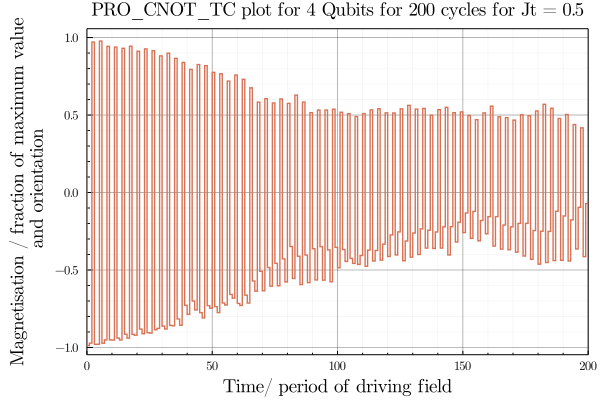 PRO_CNOT_TC plot for 4 Qubits for 200 cycles for Jt = 0.5
Magnetisation / fraction of maximum value
and orientation
1.0
0.5
0.0
−0.5
−1.0
0
50
100
150
200
Time/ period of driving field